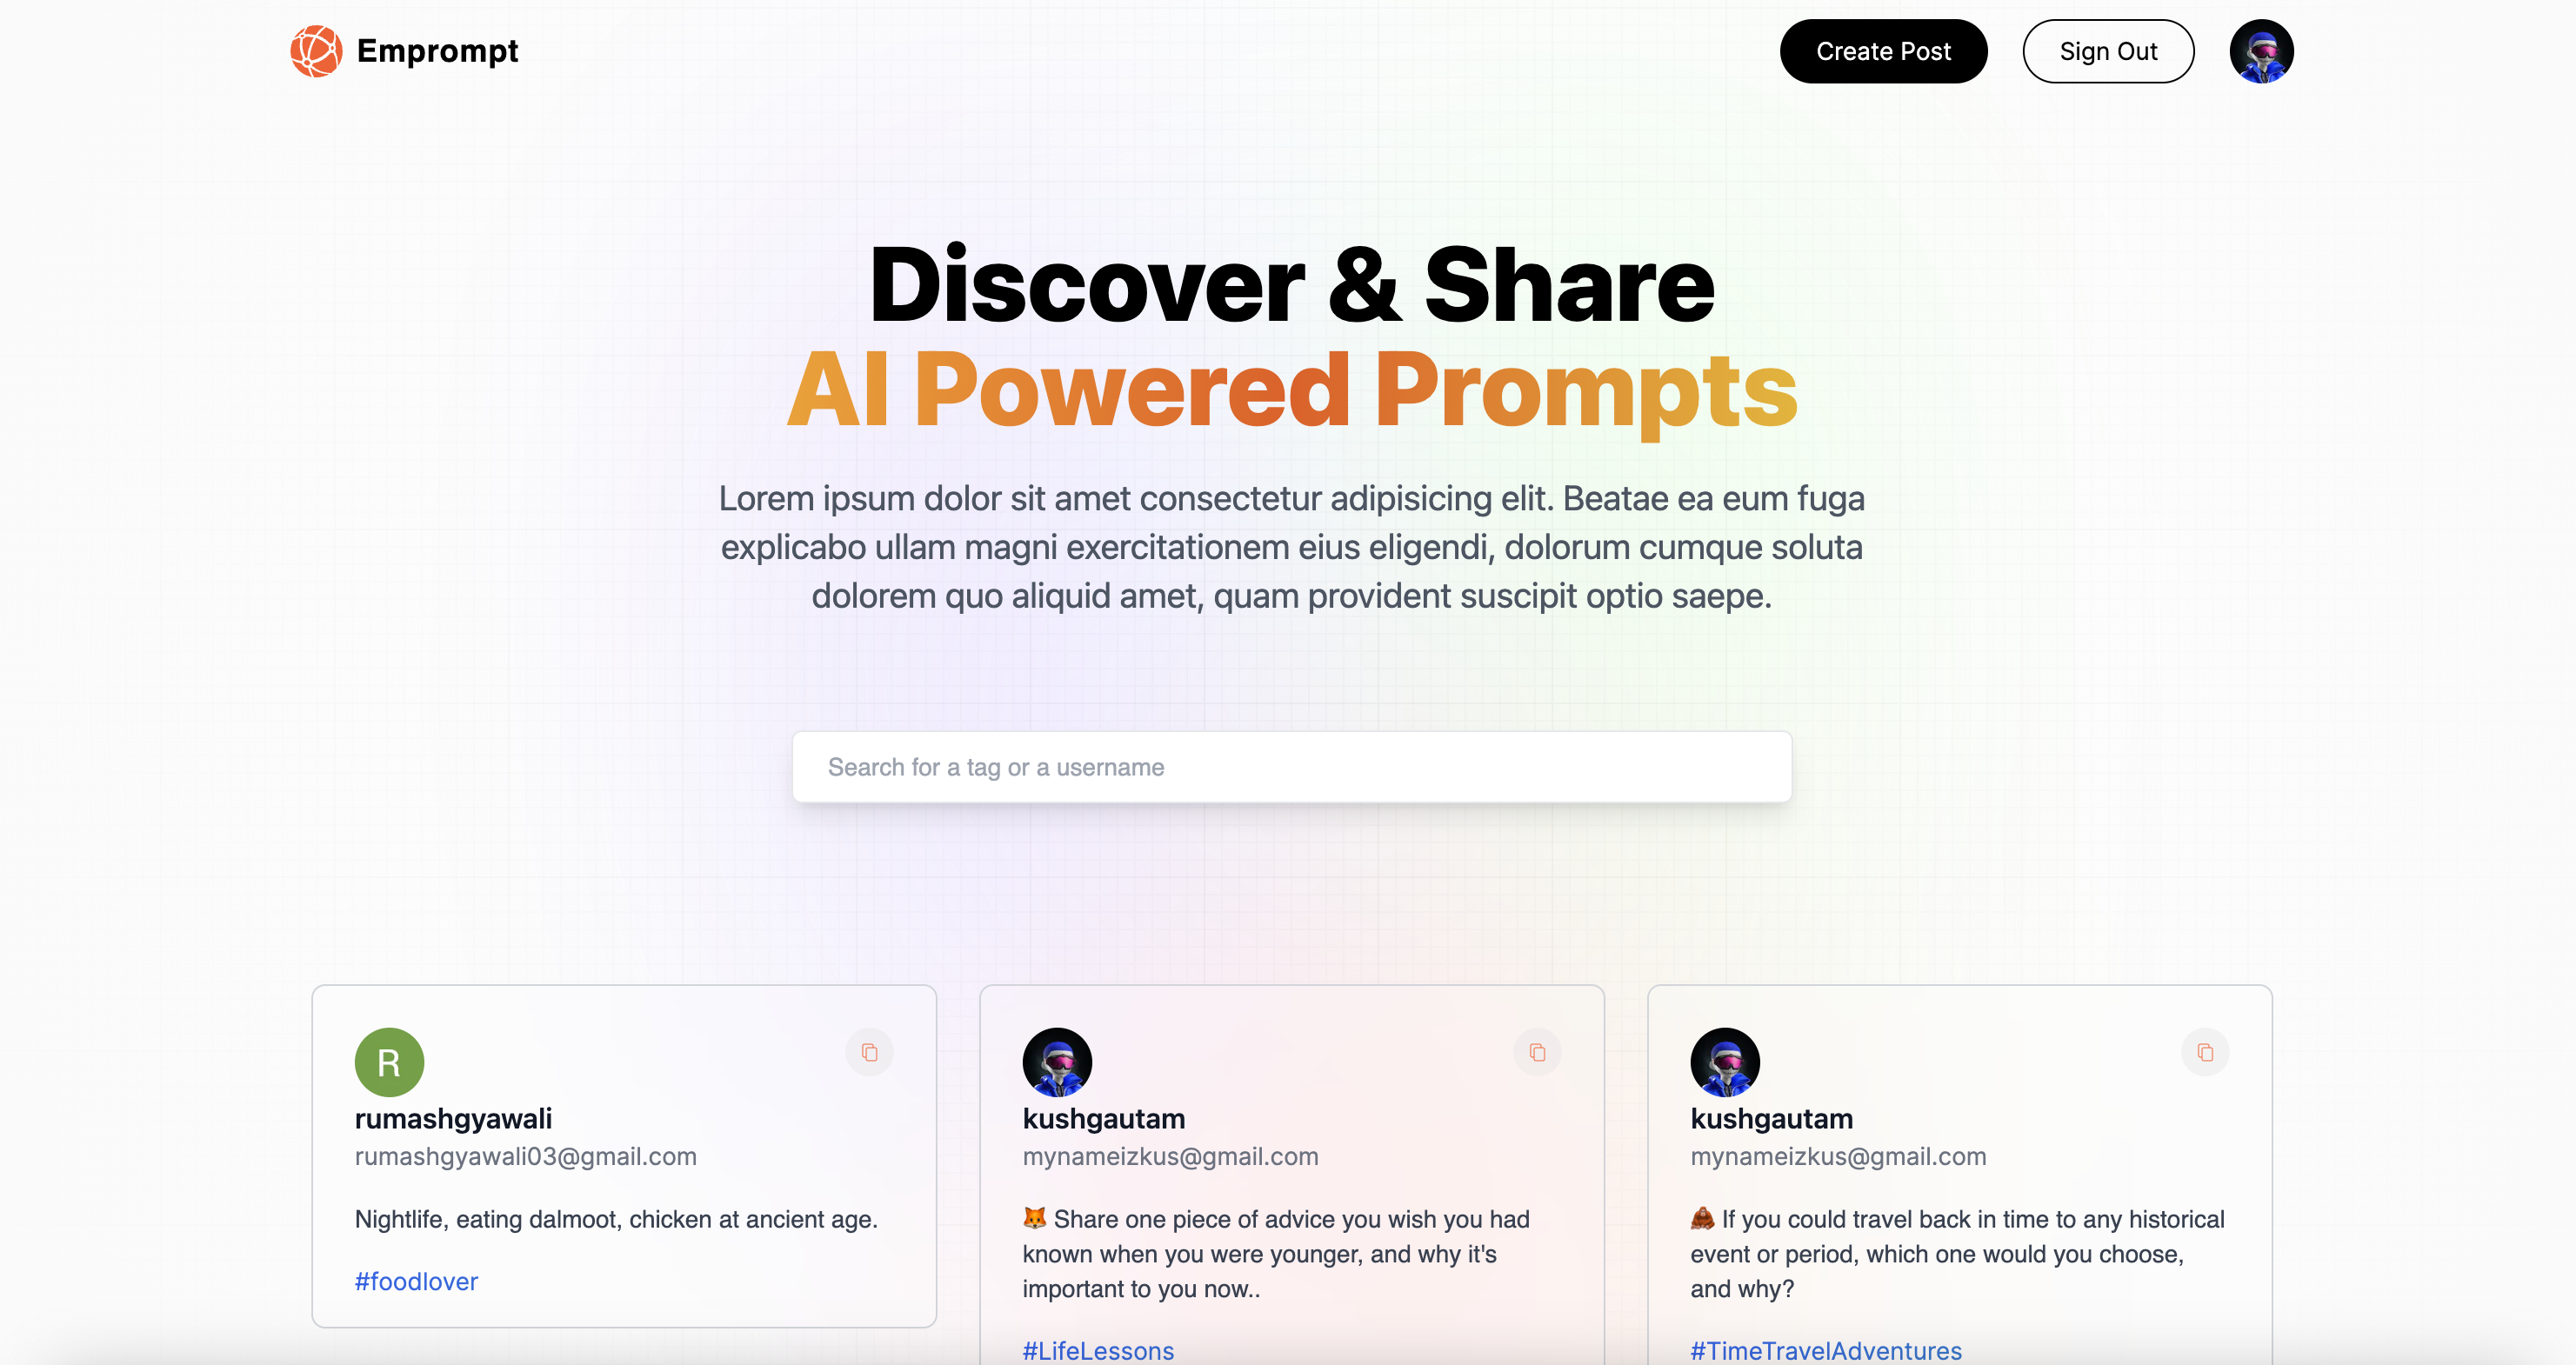 Emprompt
Create Post
Sign Out
Discover & Share
AI Powered Prompts
Lorem ipsum dolor sit amet consectetur adipisicing elit. Beatae ea eum fuga
explicabo ullam magni exercitationem eius eligendi, dolorum cumque soluta
dolorem quo aliquid amet, quam provident suscipit optio saepe.
Search for a tag or a username
R
rumashgyawali
rumashgyawali03@gmail.com
Nightlife, eating dalmoot, chicken at ancient age.
#foodlover
kushgautam
mynameizkus@gmail.com
🦊 Share one piece of advice you wish you had
known when you were younger, and why it's
important to you now..
#LifeLessons
kushgautam
mynameizkus@gmail.com
🦧 If you could travel back in time to any historical
event or period, which one would you choose,
and why?
#TimeTravelAdventures